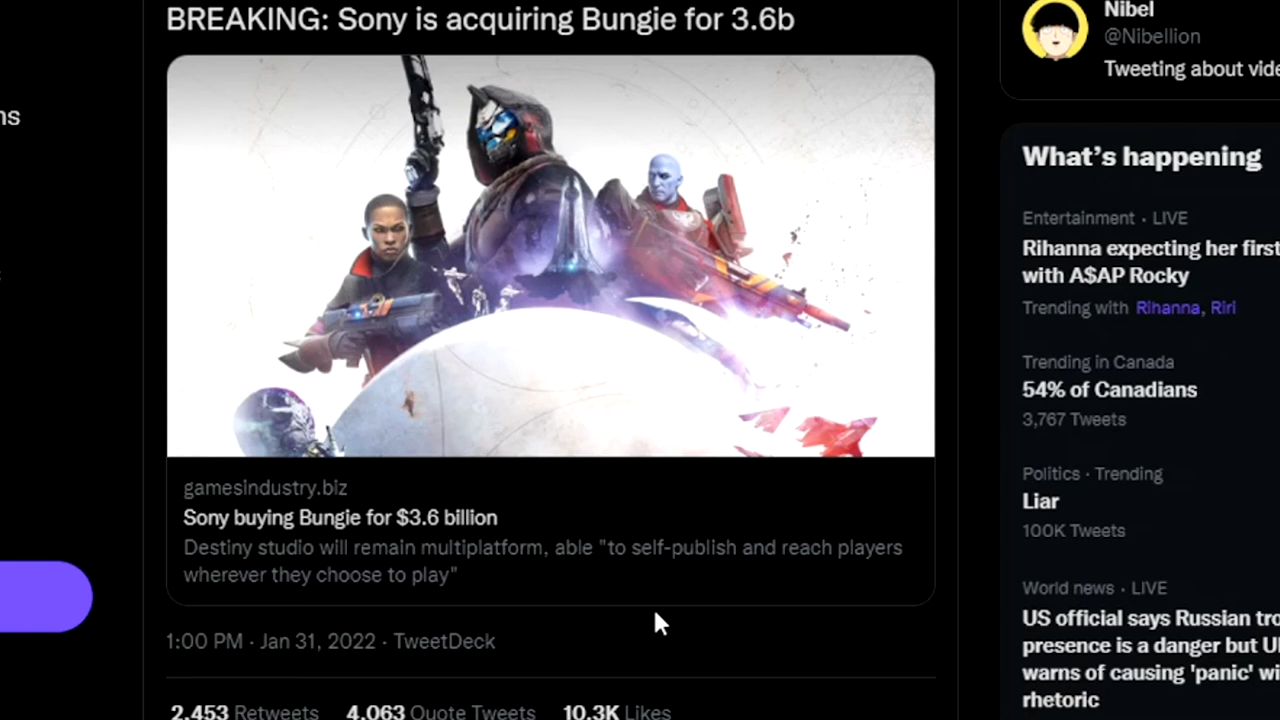 BREAKING: Sony is acquiring Bungie for 3.6b
gamesindustry.biz
Sony buying Bungie for $3.6 billion
Destiny studio will remain multiplatform, able "to self-publish and reach players
wherever they choose to play"
1:00 PM · Jan 31, 2022 · TweetDeck
2,453 Retweets 4,063 Quote Tweets 10.3K Likes
Nibel
@Nibellion
Tweeting about
What's happening
Entertainment · LIVE
Rihanna expecting her first
with A$AP Rocky
Trending with Rihanna, Riri
Trending in Canada
54% of Canadians
3,767 Tweets
Politics · Trending
Liar
100K Tweets
World news · LIVE
US official says Russian
presence is a danger but
warns of causing 'panic'
rhetoric